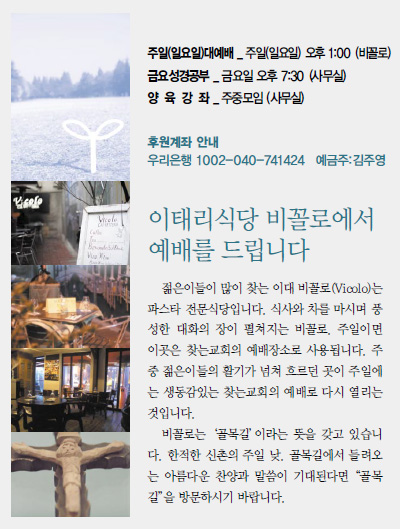 주일(일요일)대예배 _ 주일(일요일) 오후 1:00 (비꼴로)
금요성경공부 _ 금요일 오후 7:30 (사무실)
양 육 강 좌 _ 주중모임 (사무실)
후원계좌 안내
우리은행 1002-040-741424 예금주:김주영
Vicolo
Vicolo
이태리식당 비꼴로에서
예배를 드립니다
젊은이들이 많이 찾는 이대 비꼴로(Vicolo)는
파스타 전문식당입니다. 식사와 차를 마시며 풍
성한 대화의 장이 펼쳐지는 비꼴로. 주일이면
이곳은 찾는교회의 예배장소로 사용됩니다. 주
중 젊은이들의 활기가 넘쳐 흐르던 곳이 주일에
는 생동감있는 찾는교회의 예배로 다시 열리는
것입니다.
비꼴로는 ‘골목길’이라는 뜻을 갖고 있습니
다. 한적한 신촌의 주일 낮. 골목길에서 들려오
는 아름다운 찬양과 말씀이 기대된다면 “골목
길”을 방문하시기 바랍니다.